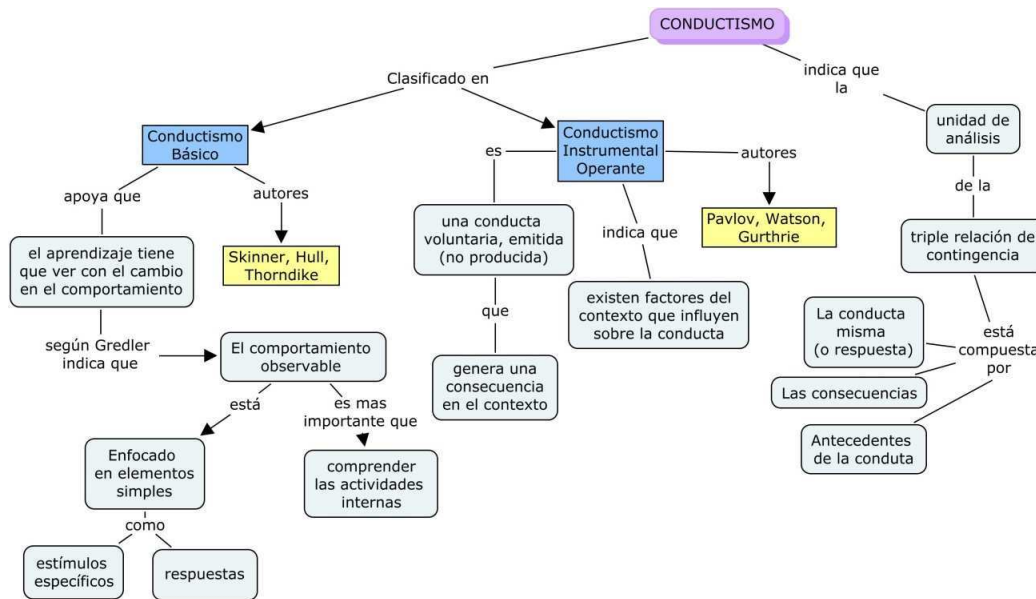 CONDUCTISMO
Clasificado en
indica que
la
Conductismo
Básico
Conductismo
Instrumental
Operante
unidad de
análisis
es
autores
apoya que
autores
de la
una conducta
voluntaria, emitida
(no producida)
indica que
Pavlov, Watson,
Gurthrie
el aprendizaje tiene
que ver con el cambio
en el comportamiento
Skinner, Hull,
Thorndike
triple relación de
contingencia
existen factores del
contexto que influyen
sobre la conducta
que
La conducta
misma
(o respuesta)
está
compuesta
por
según Gredler
indica que
El comportamiento
observable
genera una
consecuencia
en el contexto
Las consecuencias
está
es mas
importante que
Antecedentes
de la conduta
Enfocado
en elementos
simples
comprender
las actividades
internas
como
estímulos
específicos
respuestas